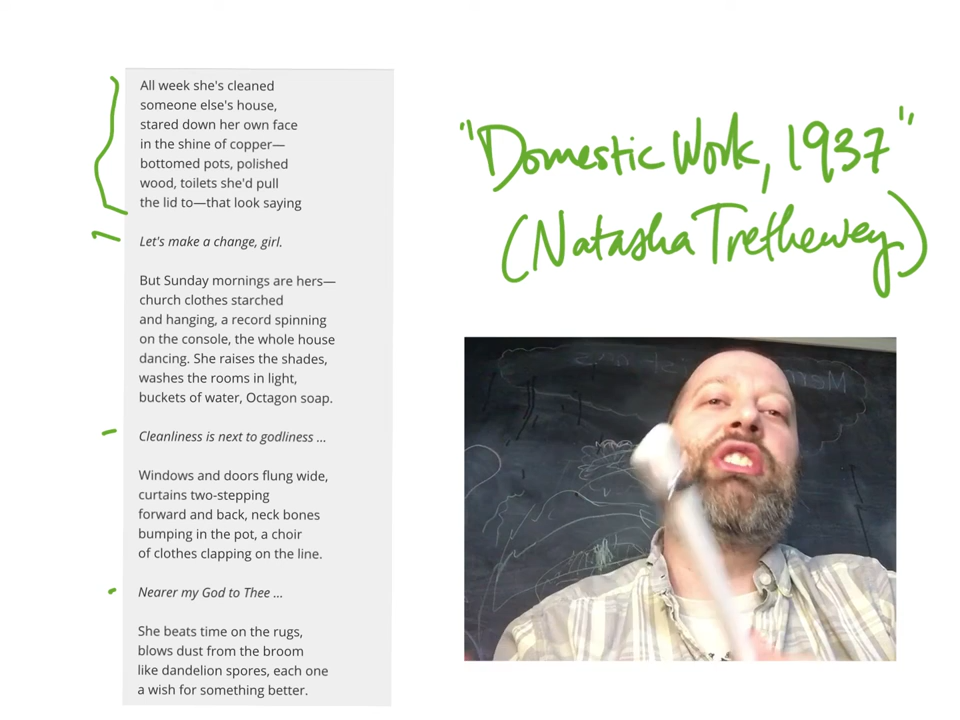 All week she's cleaned
someone else's house,
stared down her own face
in the shine of copper—
bottomed pots, polished
wood, toilets she'd pull
the lid to—that look saying
Let's make a change, girl.
But Sunday mornings are hers—
church clothes starched
and hanging, a record spinning
on the console, the whole house
dancing. She raises the shades,
washes the rooms in light,
buckets of water, Octagon soap.
Cleanliness is next to godliness ...
Windows and doors flung wide,
curtains two-stepping
forward and back, neck bones
bumping in the pot, a choir
of clothes clapping on the line.
Nearer my God to Thee ...
She beats time on the rugs,
blows dust from the broom
like dandelion spores, each one
a wish for something better.
"Domestic Work, 1937"
(Natasha Trethewey)